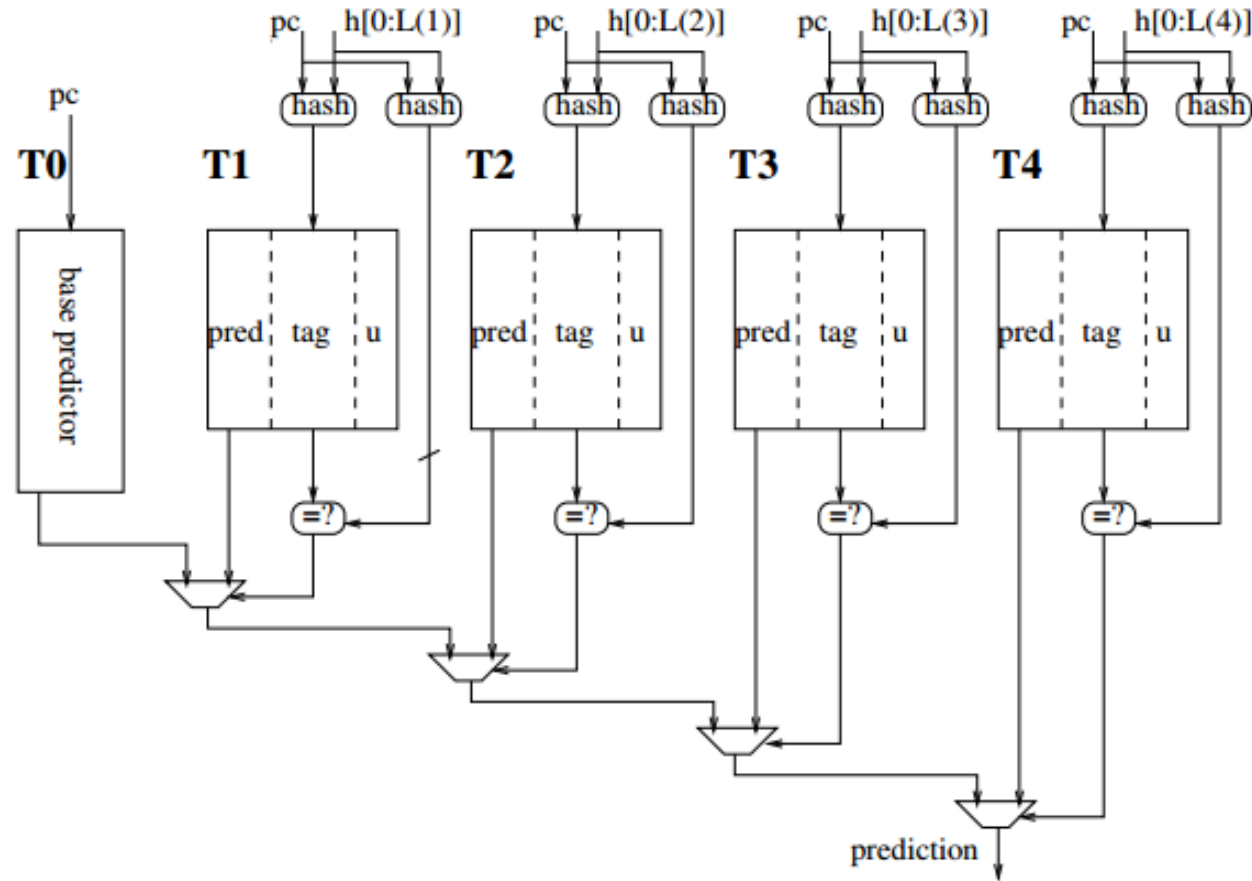 pc h[0:L(1)] pc h[0:L(2)] pc h[0:L(3)] pc h[0:L(4)]
hash hash hash hash hash hash hash hash
pc
T0 T1 T2 T3 T4
base predictor
pred tag u pred tag u pred tag u pred tag u
=? =? =? =?
prediction